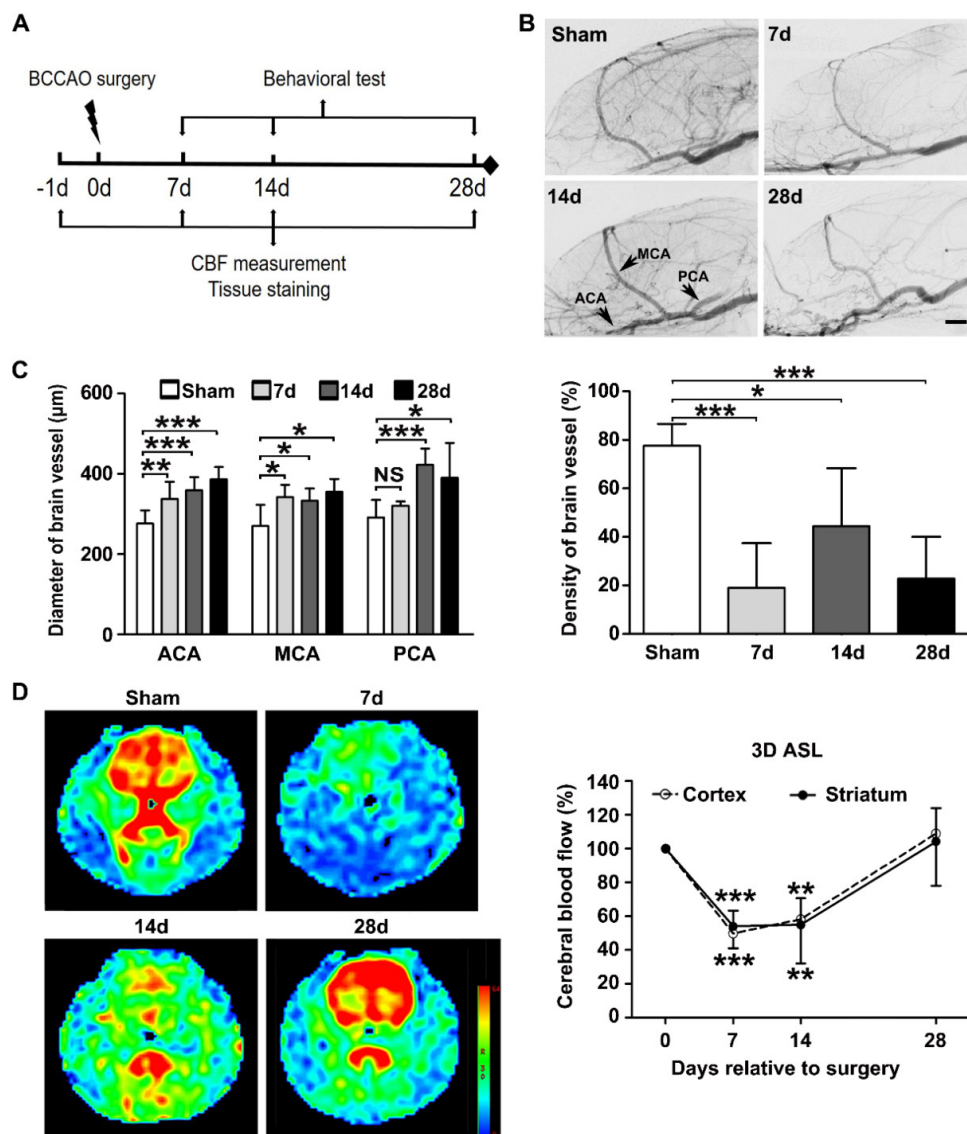 A
BCCAO surgery
Behavioral test
-1d 0d 7d 14d 28d
CBF measurement
Tissue staining
B
Sham 7d
14d 28d
MCA
PCA
ACA
C
Diameter of brain vessel (μm)
600
400
200
0
Sham 7d 14d 28d
*** *** ** * * * * *** NS
ACA MCA PCA
Density of brain vessel (%)
100
80
60
40
20
0
***
*
***
Sham 7d 14d 28d
D
Sham 7d
14d 28d
3D ASL
Cerebral blood flow (%)
140
120
100
80
60
40
20
0
Cortex Striatum
*** **
*** **
0 7 14 28
Days relative to surgery